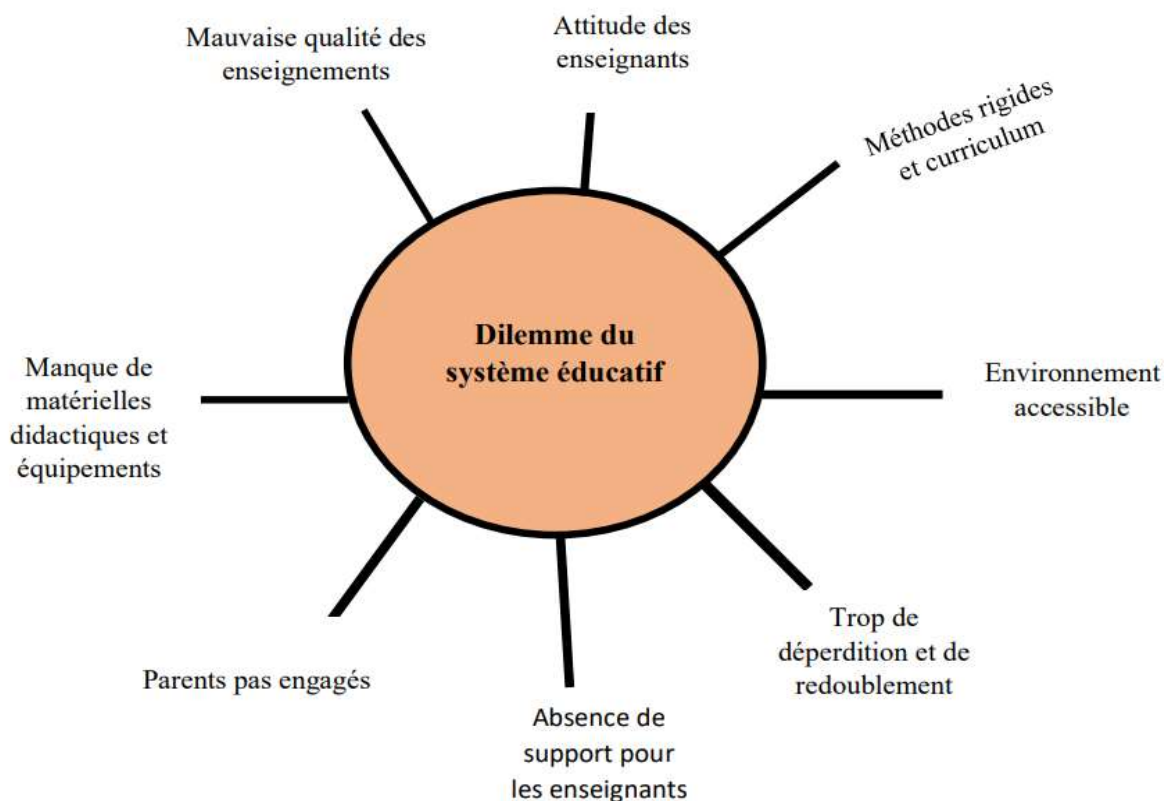 Mauvaise qualité des
enseignements
Attitude des
enseignants
Méthodes rigides
et curriculum
Dilemme du
système éducatif
Manque de
matérielles
didactiques et
équipements
Environnement
accessible
Parents pas engagés
Trop de
déperdition et de
redoublement
Absence de
support pour
les enseignants